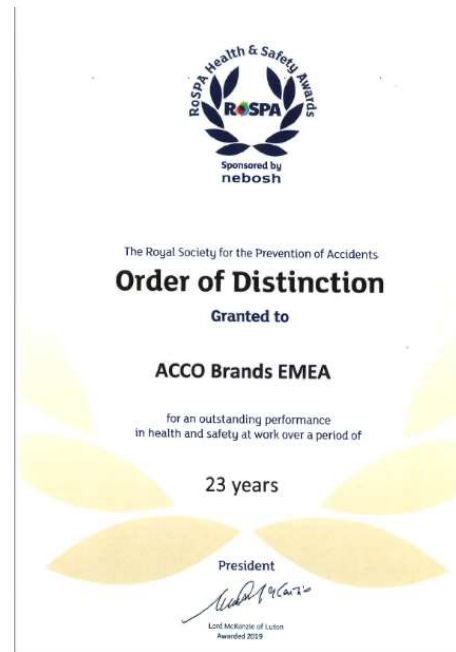 RoSPA Health & Safety Awards
RoSPA
Sponsored by
nebosh
The Royal Society for the Prevention of Accidents
Order of Distinction
Granted to
ACCO Brands EMEA
for an outstanding performance
in health and safety at work over a period of
23 years
President
Lord McKenzie of Luton
Awarded 2019